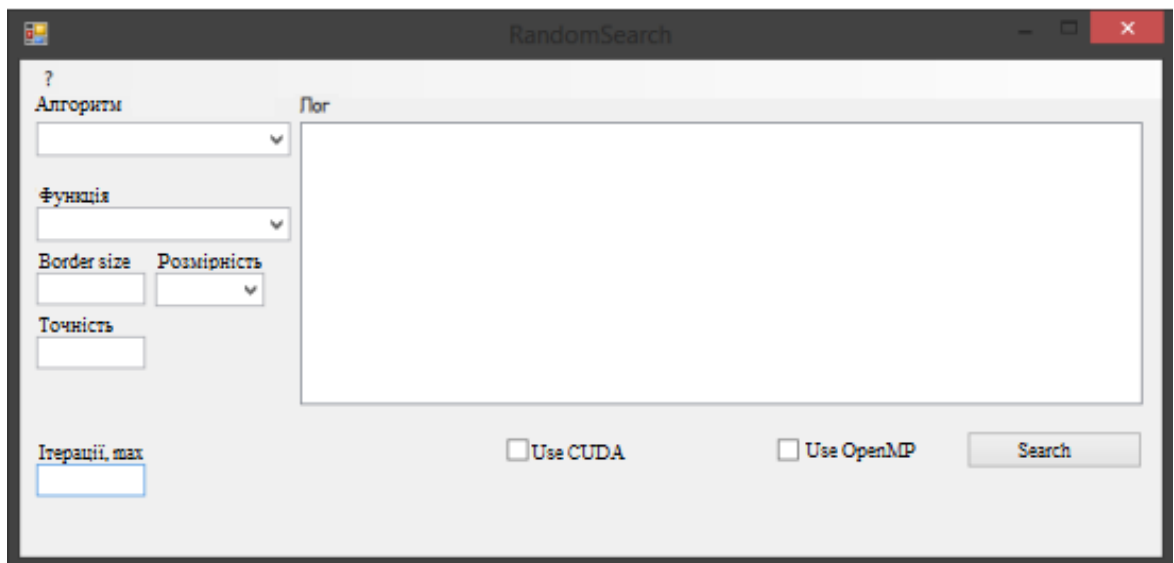 RandomSearch
?
Алгоритм
Лог
Функція
Border size Розмірність
Точність
Ітерації, max
Use CUDA
Use OpenMP
Search